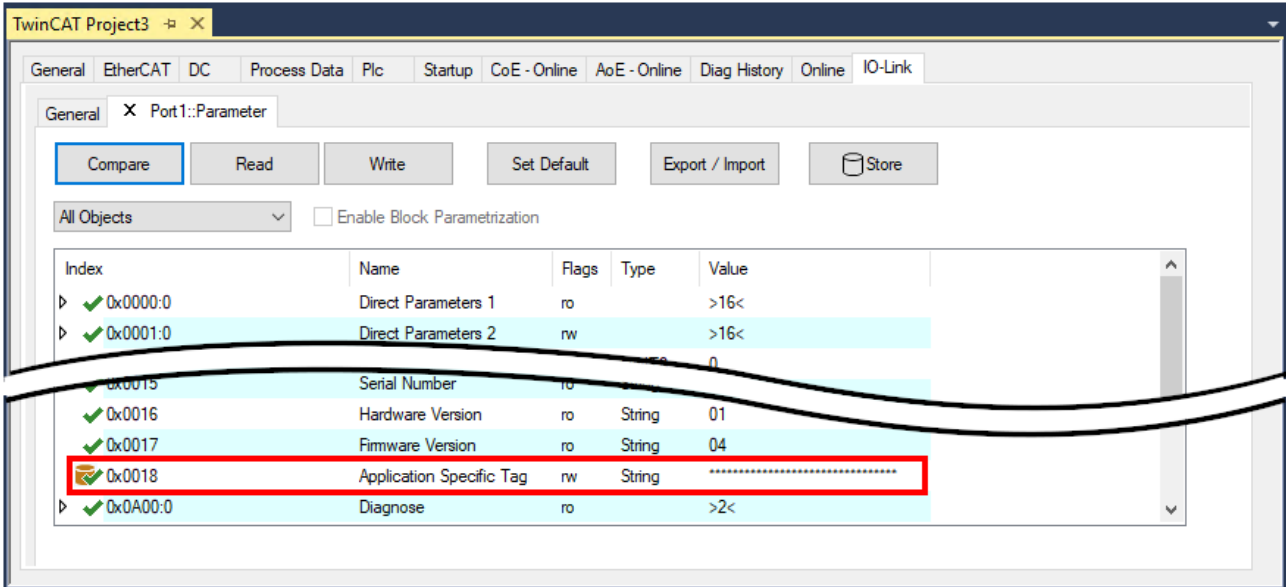 TwinCAT Project3
General EtherCAT DC Process Data Plc Startup CoE - Online AoE - Online Diag History Online IO-Link
General X Port1::Parameter
Compare Read Write Set Default Export / Import Store
All Objects Enable Block Parametrization
Index Name Flags Type Value
0x0000:0 Direct Parameters 1 ro >16<
0x0001:0 Direct Parameters 2 rw >16<
0
0x0015 Serial Number ro
0x0016 Hardware Version ro String 01
0x0017 Firmware Version ro String 04
0x0018 Application Specific Tag rw String ********************************
0x0A00:0 Diagnose ro >2<